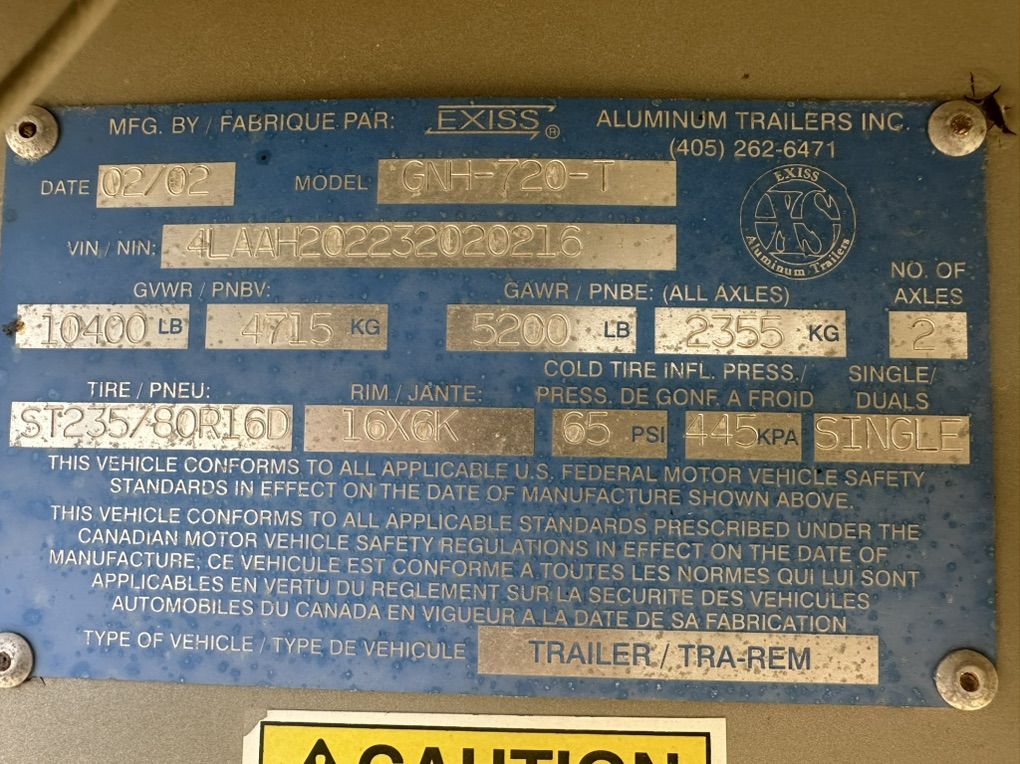 MFG. BY / FABRIQUE PAR: EXISS ® ALUMINUM TRAILERS INC.
(405) 262-6471
DATE 02/02 MODEL GNH-720-T
EXISS
EXS
Aluminum Trailers
VIN / NIN: 4LAAH202232020216
GVWR / PNBV: GAWR / PNBE: (ALL AXLES) NO. OF AXLES
10400 LB 4715 KG 5200 LB 2355 KG 2
TIRE / PNEU: RIM / JANTE: COLD TIRE INFL. PRESS./ PRESS. DE GONF. A FROID SINGLE/ DUALS
ST235/80R16D 16X6K 65 PSI 445 KPA SINGLE
THIS VEHICLE CONFORMS TO ALL APPLICABLE U.S. FEDERAL MOTOR VEHICLE SAFETY
STANDARDS IN EFFECT ON THE DATE OF MANUFACTURE SHOWN ABOVE.
THIS VEHICLE CONFORMS TO ALL APPLICABLE STANDARDS PRESCRIBED UNDER THE
CANADIAN MOTOR VEHICLE SAFETY REGULATIONS IN EFFECT ON THE DATE OF
MANUFACTURE; CE VEHICULE EST CONFORME A TOUTES LES NORMES QUI LUI SONT
APPLICABLES EN VERTU DU REGLEMENT SUR LA SECURITE DES VEHICULES
AUTOMOBILES DU CANADA EN VIGUEUR A LA DATE DE SA FABRICATION
TYPE OF VEHICLE / TYPE DE VEHICULE TRAILER / TRA-REM
CAUTION